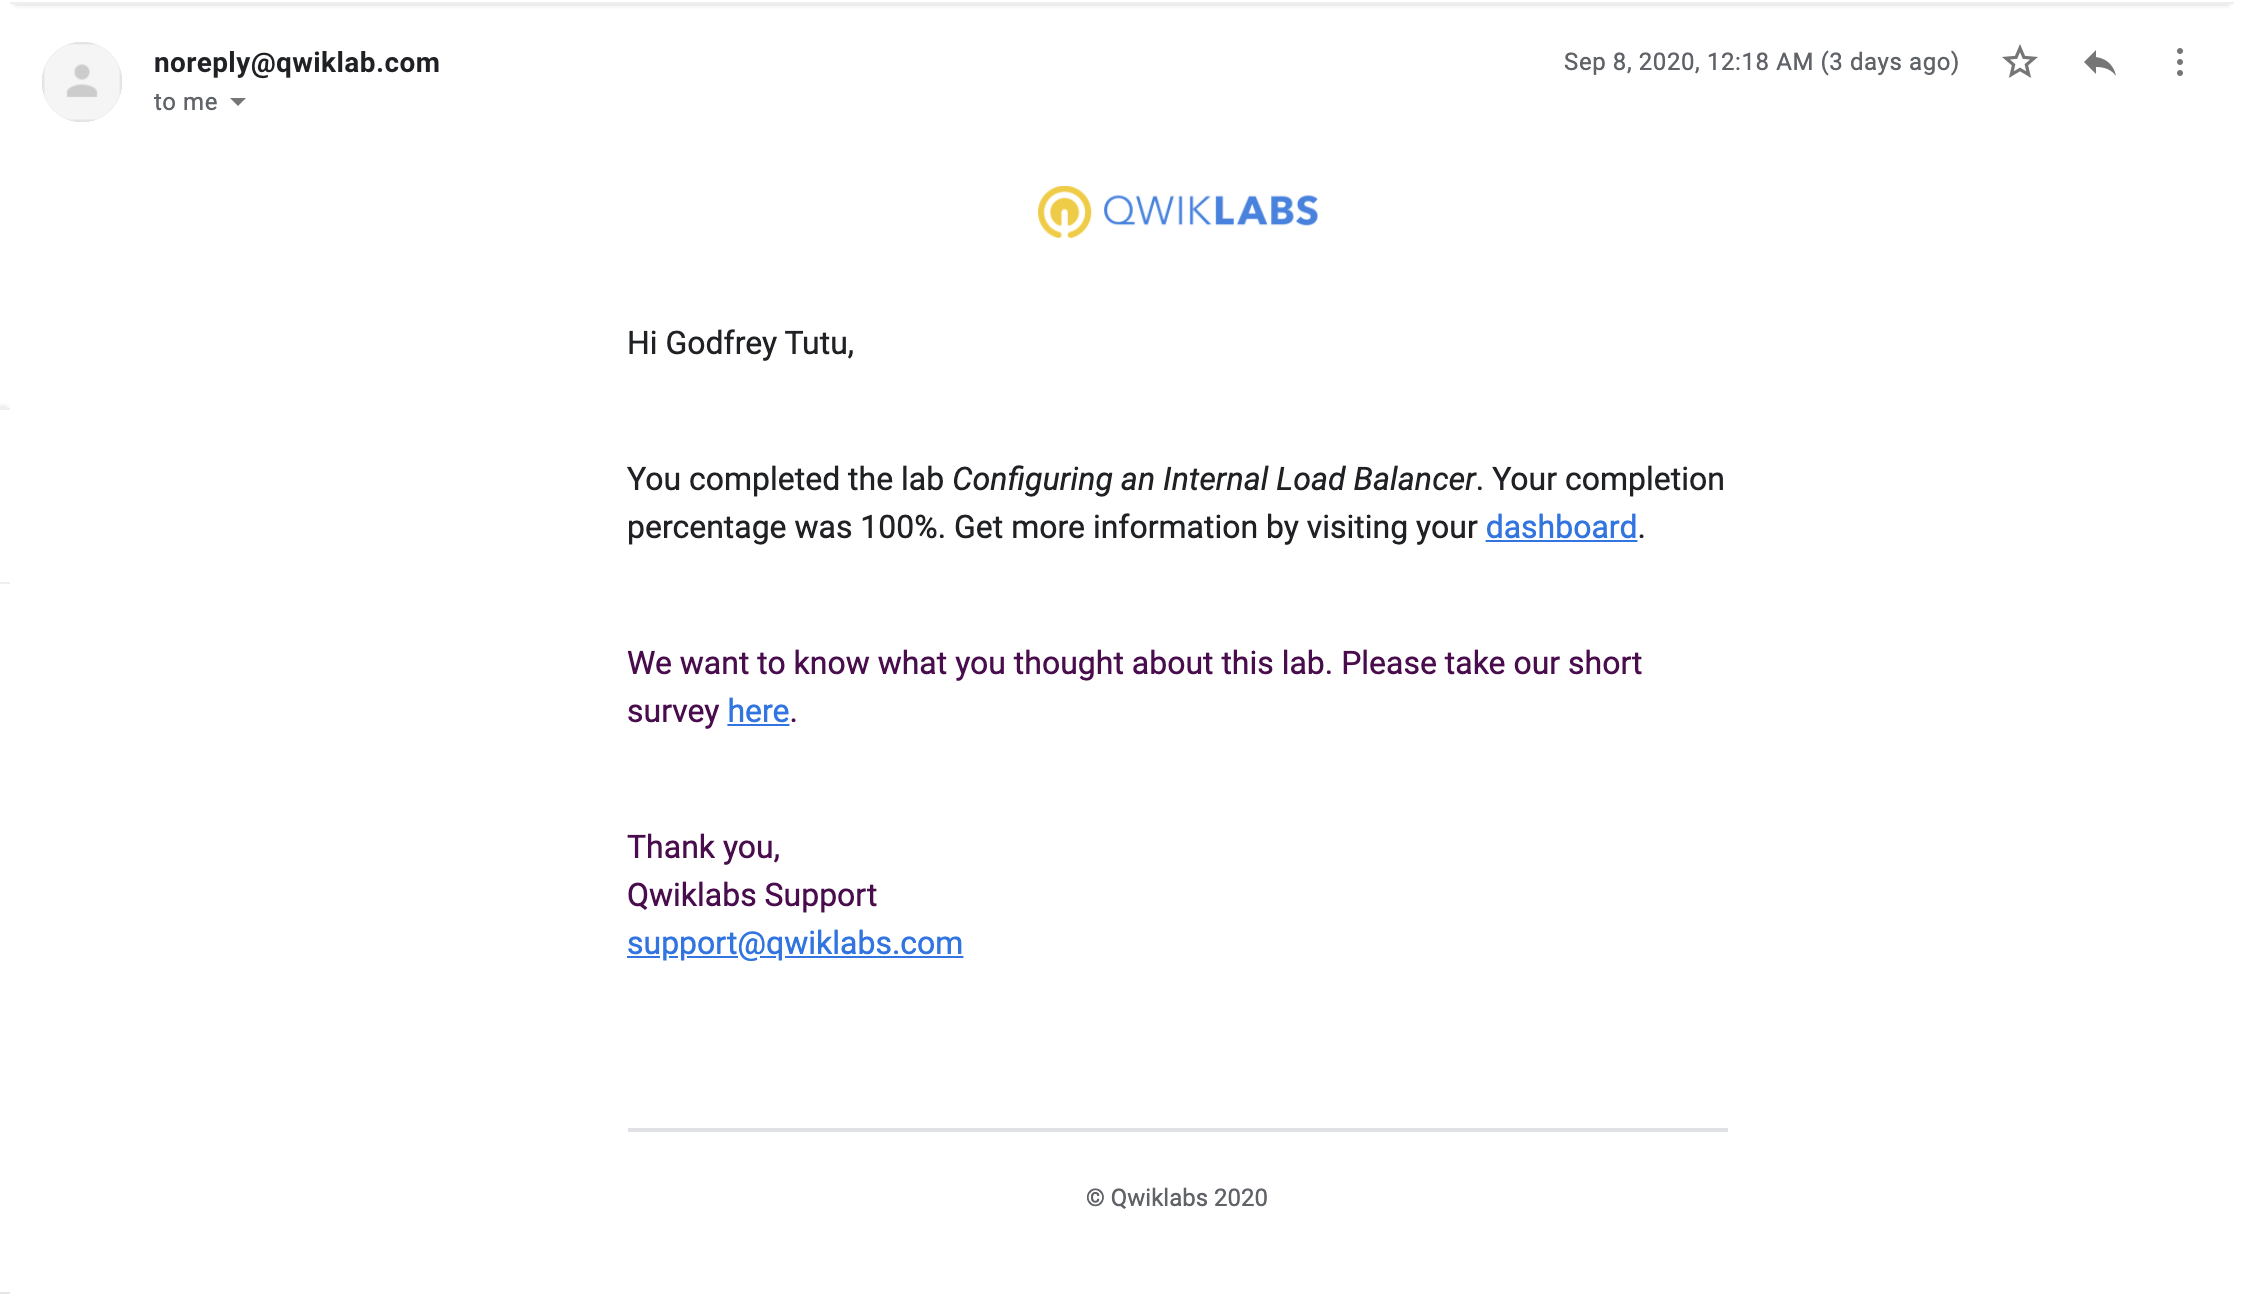 noreply@qwiklab.com
Sep 8, 2020, 12:18 AM (3 days ago)
to me
QWIKLABS
Hi Godfrey Tutu,
You completed the lab Configuring an Internal Load Balancer. Your completion
percentage was 100%. Get more information by visiting your dashboard.
We want to know what you thought about this lab. Please take our short
survey here.
Thank you,
Qwiklabs Support
support@qwiklabs.com
© Qwiklabs 2020